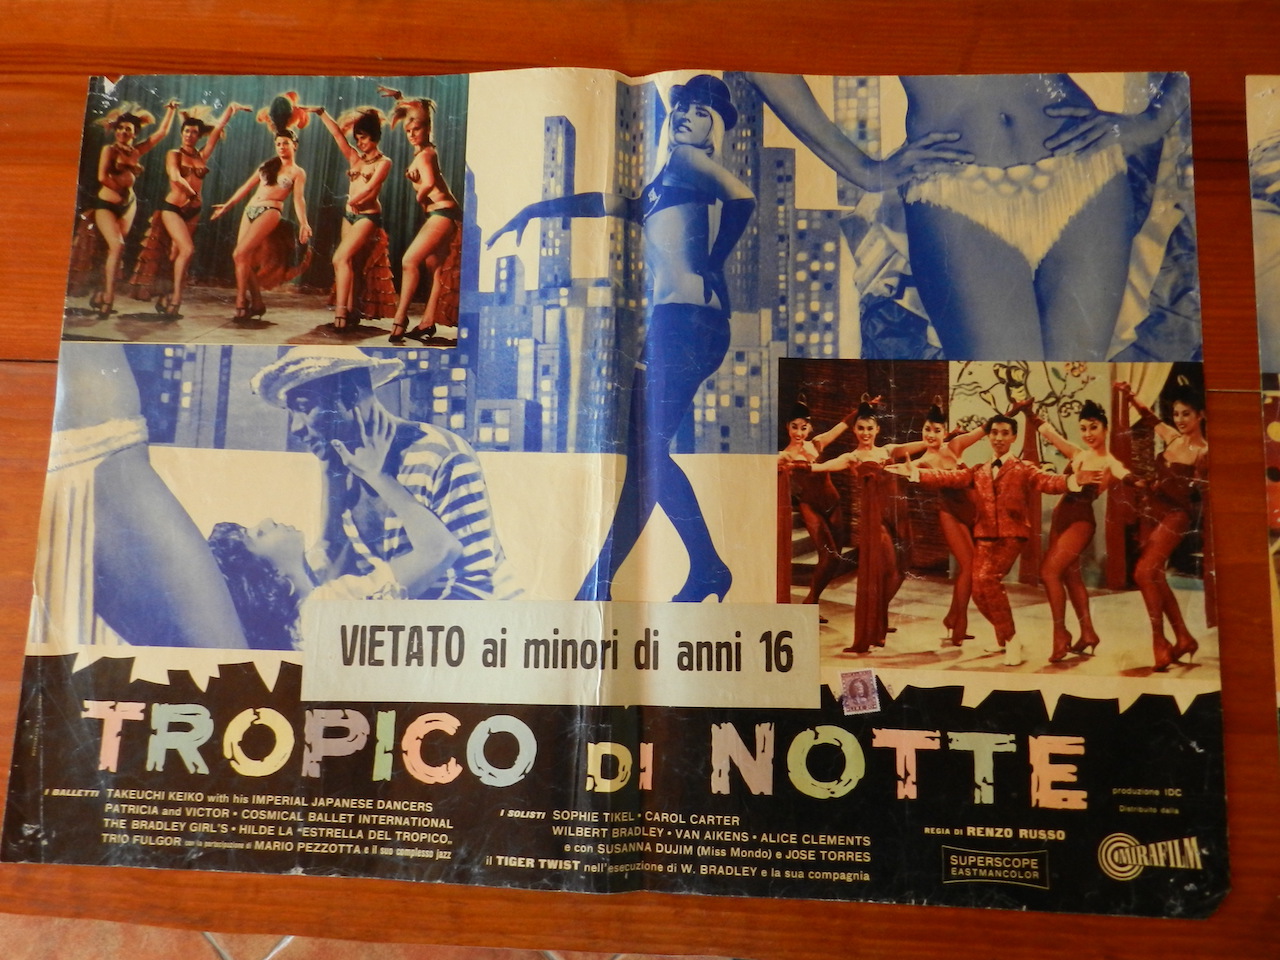 VIETATO ai minori di anni 16
TROPICO DI NOTTE
I BALLETTI TAKEUCHI KEIKO with his IMPERIAL JAPANESE DANCERS
PATRICIA and VICTOR • COSMICAL BALLET INTERNATIONAL
THE BRADLEY GIRL'S • HILDE LA "ESTRELLA DEL TROPICO„
TRIO FULGOR con la partecipazione di MARIO PEZZOTTA e il suo complesso jazz
I SOLISTI SOPHIE TIKEL • CAROL CARTER
WILBERT BRADLEY • VAN AIKENS • ALICE CLEMENTS
e con SUSANNA DUJIM (Miss Mondo) e JOSE TORRES
il TIGER TWIST nell'esecuzione di W. BRADLEY e la sua compagnia
REGIA DI RENZO RUSSO
SUPERSCOPE
EASTMANCOLOR
produzione IDC
Distribuito dalla
MIRAFILM